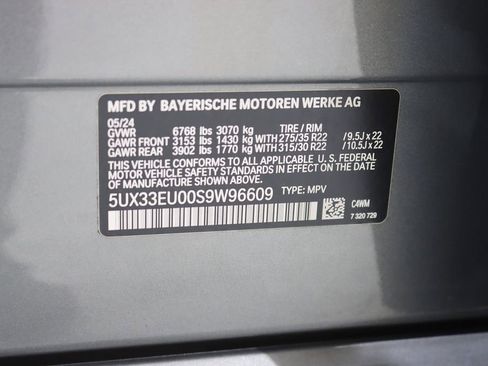 MFD BY BAYERISCHE MOTOREN WERKE AG
05/24
GVWR 6768 lbs 3070 kg TIRE / RIM
GAWR FRONT 3153 lbs 1430 kg WITH 275/35 R22 / 9.5J x 22
GAWR REAR 3902 lbs 1770 kg WITH 315/30 R22 / 10.5J x 22
THIS VEHICLE CONFORMS TO ALL APPLICABLE U. S. FEDERAL
MOTOR VEHICLE SAFETY STANDARDS IN EFFECT ON THE
DATE OF MANUFACTURE SHOWN ABOVE.
5UX33EU00S9W96609 TYPE: MPV
C4WM
7 320 729